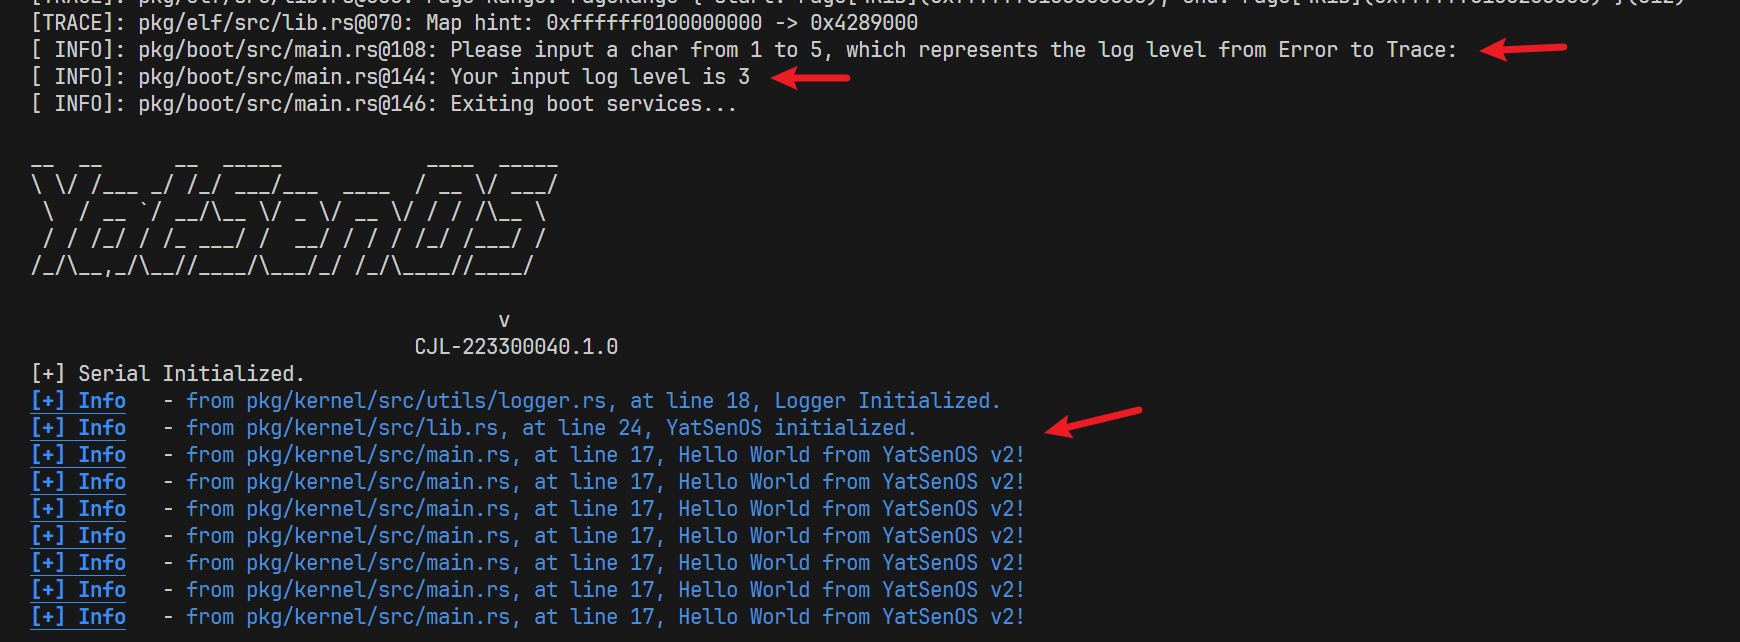 [TRACE]: pkg/elf/src/lib.rs@070: Map hint: 0xffffff0100000000 -> 0x4289000
[ INFO]: pkg/boot/src/main.rs@108: Please input a char from 1 to 5, which represents the log level from Error to Trace:
[ INFO]: pkg/boot/src/main.rs@144: Your input log level is 3
[ INFO]: pkg/boot/src/main.rs@146: Exiting boot services...
__  __      __  _____            ____  _____
\ \/ /___ _/ /_/ ___/___  ____  / __ \/ ___/
 \  / __ `/ __/\__ \/ _ \/ __ \/ / / /\__ \
 / / /_/ / /_ ___/ /  __/ / / / /_/ /___/ /
/_/\__,_/\__//____/\___/_/ /_/\____//____/
v
CJL-223300040.1.0
[+] Serial Initialized.
[+] Info   - from pkg/kernel/src/utils/logger.rs, at line 18, Logger Initialized.
[+] Info   - from pkg/kernel/src/lib.rs, at line 24, YatSenOS initialized.
[+] Info   - from pkg/kernel/src/main.rs, at line 17, Hello World from YatSenOS v2!
[+] Info   - from pkg/kernel/src/main.rs, at line 17, Hello World from YatSenOS v2!
[+] Info   - from pkg/kernel/src/main.rs, at line 17, Hello World from YatSenOS v2!
[+] Info   - from pkg/kernel/src/main.rs, at line 17, Hello World from YatSenOS v2!
[+] Info   - from pkg/kernel/src/main.rs, at line 17, Hello World from YatSenOS v2!
[+] Info   - from pkg/kernel/src/main.rs, at line 17, Hello World from YatSenOS v2!
[+] Info   - from pkg/kernel/src/main.rs, at line 17, Hello World from YatSenOS v2!